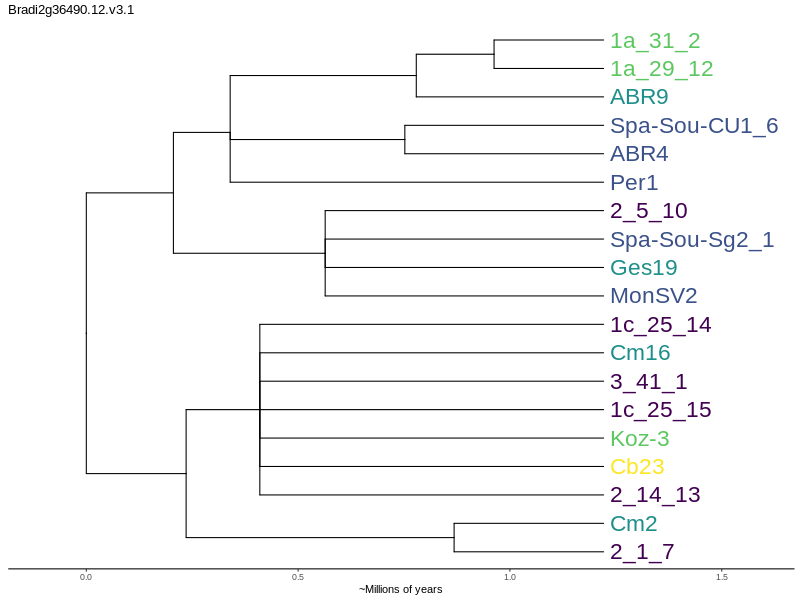 Bradi2g36490.12.v3.1
1a_31_2
1a_29_12
ABR9
Spa-Sou-CU1_6
ABR4
Per1
2_5_10
Spa-Sou-Sg2_1
Ges19
MonSV2
1c_25_14
Cm16
3_41_1
1c_25_15
Koz-3
Cb23
2_14_13
Cm2
2_1_7
0.0 0.5 1.0 1.5
~Millions of years